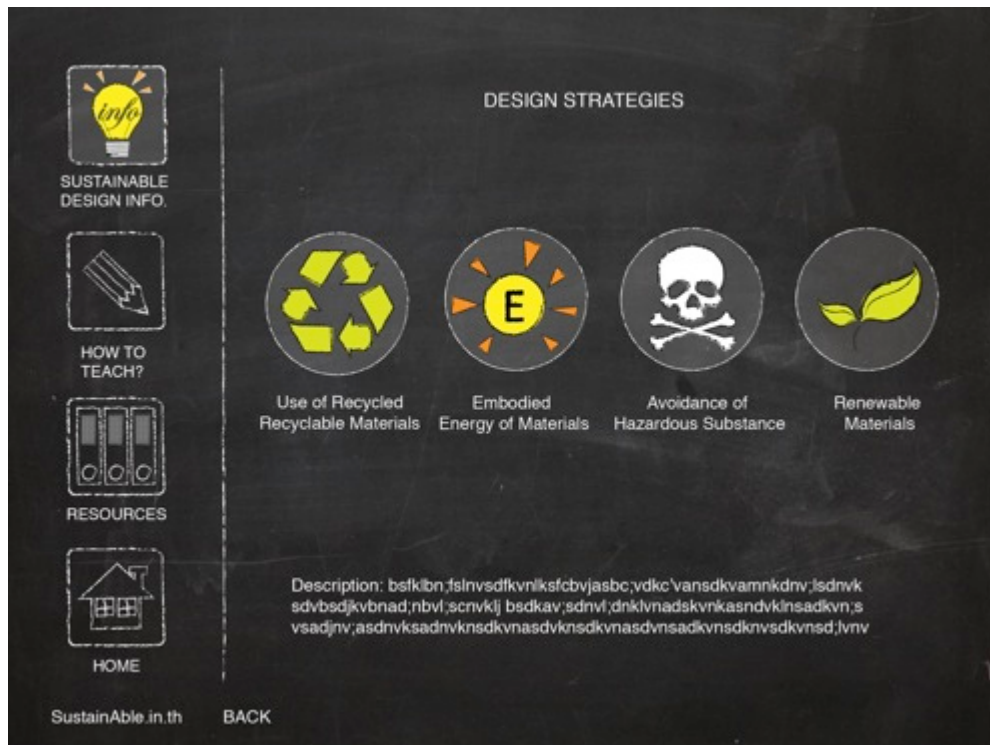 info
SUSTAINABLE
DESIGN INFO.
HOW TO
TEACH?
RESOURCES
HOME
DESIGN STRATEGIES
E
Use of Recycled
Recyclable Materials
Embodied
Energy of Materials
Avoidance of
Hazardous Substance
Renewable
Materials
Description: bsfklbn;fslnvsdfkvnlksfcbvjasbc;vdkc'vansdkvamnkdnv;lsdnvk
sdvbsdjkvbnad;nbvl;scnvklj bsdkav;sdnvl;dnklvnadskvnkasndvklnsadkvn;s
vsadjnv;asdnvksadnvknsdkvnasdvknsdkvnasdvnsadkvnsdknvsdkvnsd;lvnv
SustainAble.in.th
BACK